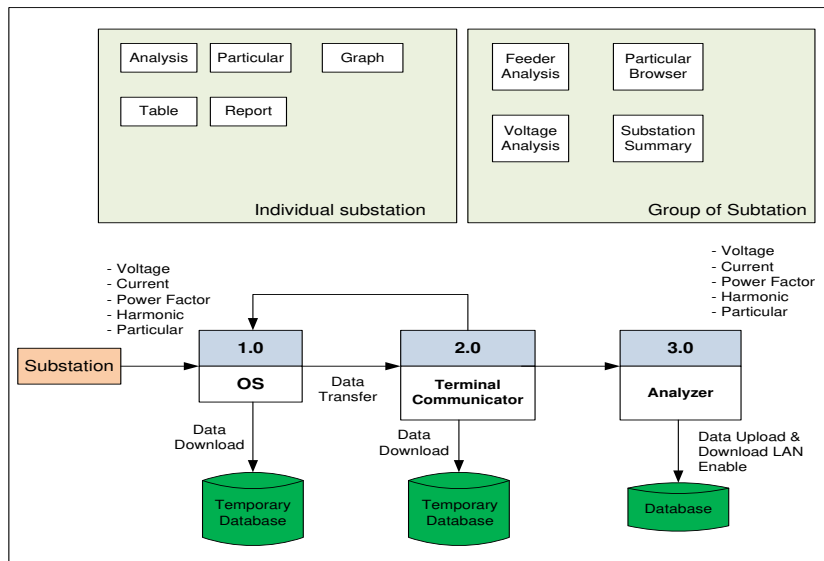 Analysis
Particular
Graph
Table
Report
Individual substation
Feeder
Analysis
Particular
Browser
Voltage
Analysis
Substation
Summary
Group of Subtation
- Voltage
- Current
- Power Factor
- Harmonic
- Particular
- Voltage
- Current
- Power Factor
- Harmonic
- Particular
Substation
1.0
OS
Data
Transfer
2.0
Terminal
Communicator
3.0
Analyzer
Data
Download
Data
Download
Data Upload &
Download LAN
Enable
Temporary
Database
Temporary
Database
Database